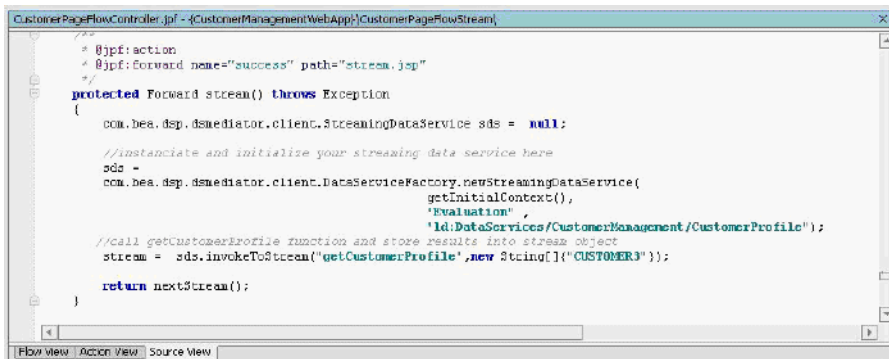 CustomerPageFlowController.jpf - {CustomerManagementWebApp}\CustomerPageFlowStream\
/**
* @jpf:action
* @jpf:forward name="success" path="stream.jsp"
*/
protected Forward stream() throws Exception
{
com.bea.dsp.dsmediator.client.StreamingDataService sds = null;
//instanciate and initialize your streaming data service here
sds =
com.bea.dsp.dsmediator.client.DataServiceFactory.newStreamingDataService(
getInitialContext(),
"Evaluation" ,
"ld:DataServices/CustomerManagement/CustomerProfile");
//call getCustomerProfile function and store results into stream object
stream = sds.invokeToStream("getCustomerProfile",new String[]{"CUSTOMER3"});
return nextStream();
}
Flow View Action View Source View